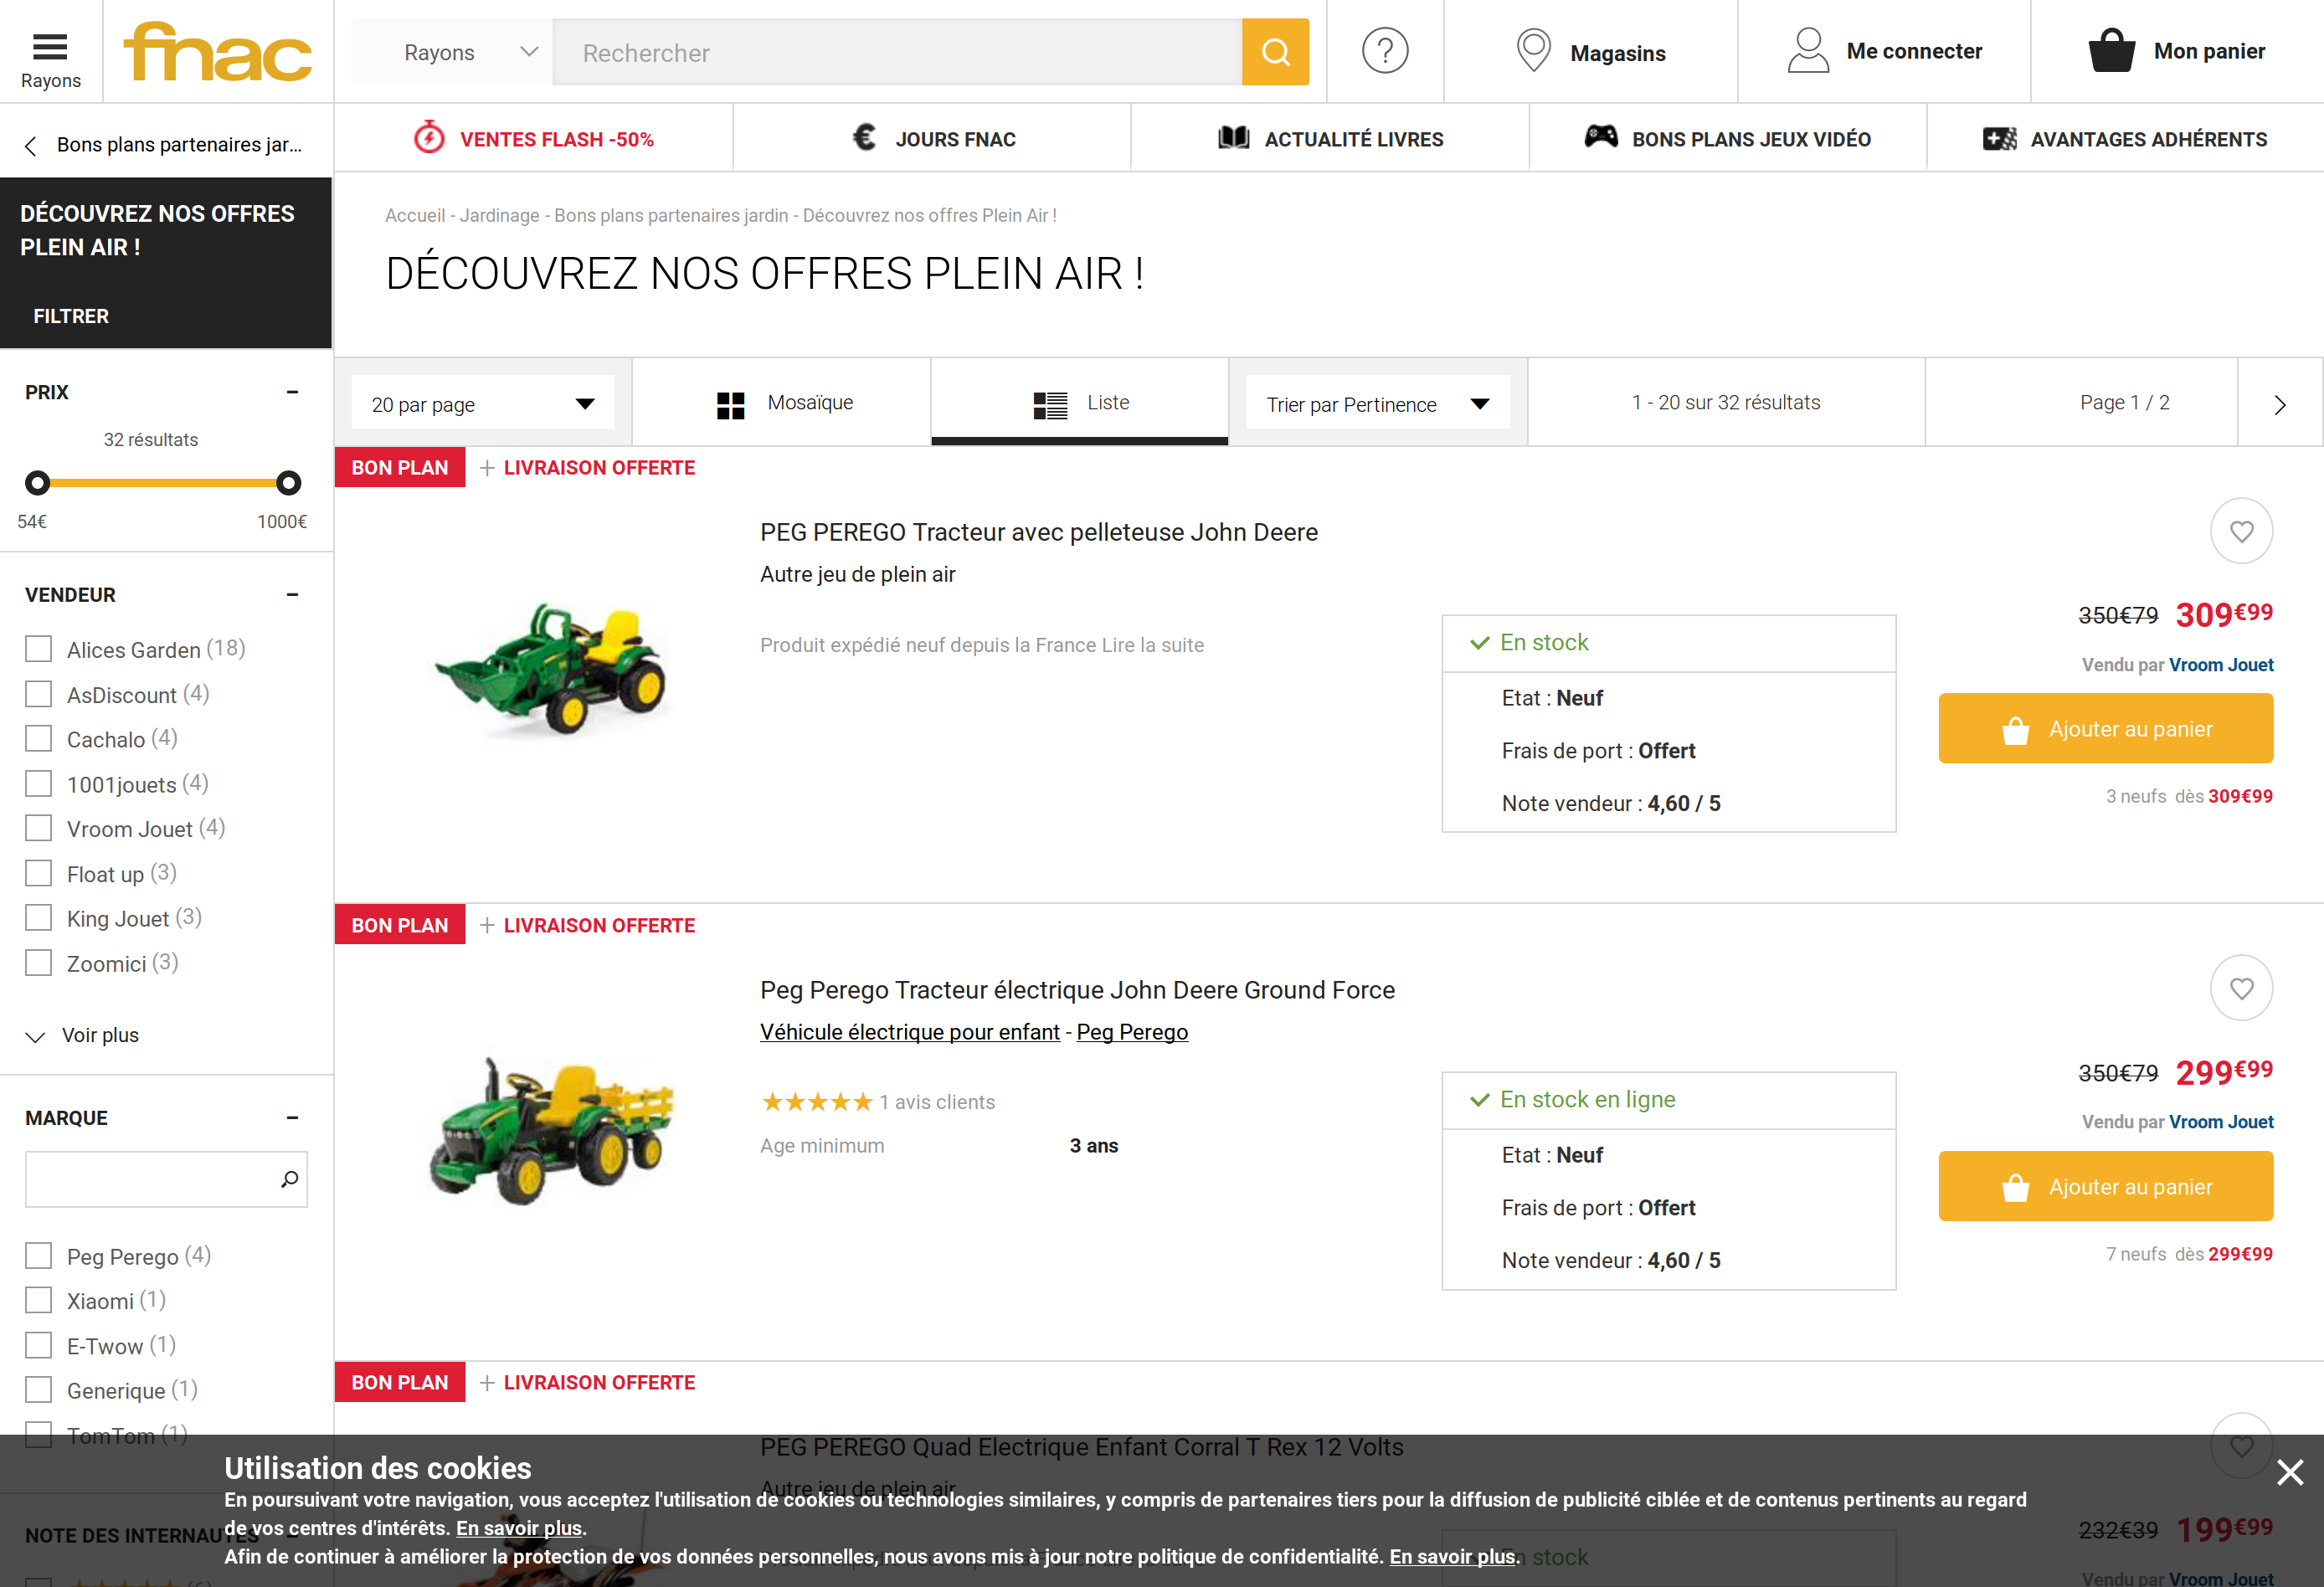 Rayons
fnac
Rayons
Rechercher
?
Magasins
Me connecter
Mon panier
Bons plans partenaires jar...
VENTES FLASH -50%
JOURS FNAC
ACTUALITÉ LIVRES
BONS PLANS JEUX VIDÉO
AVANTAGES ADHÉRENTS
DÉCOUVREZ NOS OFFRES
PLEIN AIR !
FILTRER
PRIX
32 résultats
54€ 1000€
VENDEUR
Alices Garden (18)
AsDiscount (4)
Cachalo (4)
1001jouets (4)
Vroom Jouet (4)
Float up (3)
King Jouet (3)
Zoomici (3)
Voir plus
MARQUE
Peg Perego (4)
Xiaomi (1)
E-Twow (1)
Generique (1)
TomTom (1)
NOTE DES INTERNAUTES
Accueil - Jardinage - Bons plans partenaires jardin - Découvrez nos offres Plein Air !
DÉCOUVREZ NOS OFFRES PLEIN AIR !
20 par page
Mosaïque
Liste
Trier par Pertinence
1 - 20 sur 32 résultats
Page 1 / 2
BON PLAN + LIVRAISON OFFERTE
PEG PEREGO Tracteur avec pelleteuse John Deere
Autre jeu de plein air
Produit expédié neuf depuis la France Lire la suite
En stock
Etat : Neuf
Frais de port : Offert
Note vendeur : 4,60 / 5
350€79 309€99
Vendu par Vroom Jouet
Ajouter au panier
3 neufs dès 309€99
BON PLAN + LIVRAISON OFFERTE
Peg Perego Tracteur électrique John Deere Ground Force
Véhicule électrique pour enfant - Peg Perego
1 avis clients
Age minimum 3 ans
En stock en ligne
Etat : Neuf
Frais de port : Offert
Note vendeur : 4,60 / 5
350€79 299€99
Vendu par Vroom Jouet
Ajouter au panier
7 neufs dès 299€99
BON PLAN + LIVRAISON OFFERTE
PEG PEREGO Quad Electrique Enfant Corral T Rex 12 Volts
Autre jeu de plein air
En stock
232€39 199€99
Vendu par Vroom Jouet
Utilisation des cookies
En poursuivant votre navigation, vous acceptez l'utilisation de cookies ou technologies similaires, y compris de partenaires tiers pour la diffusion de publicité ciblée et de contenus pertinents au regard
de vos centres d'intérêts. En savoir plus.
Afin de continuer à améliorer la protection de vos données personnelles, nous avons mis à jour notre politique de confidentialité. En savoir plus.